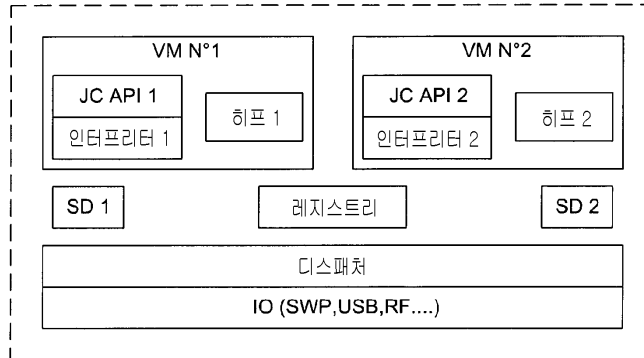 VM N°1
VM N°2
JC API 1
인터프리터 1
히프 1
JC API 2
인터프리터 2
히프 2
SD 1
레지스트리
SD 2
디스패처
IO (SWP,USB,RF....)